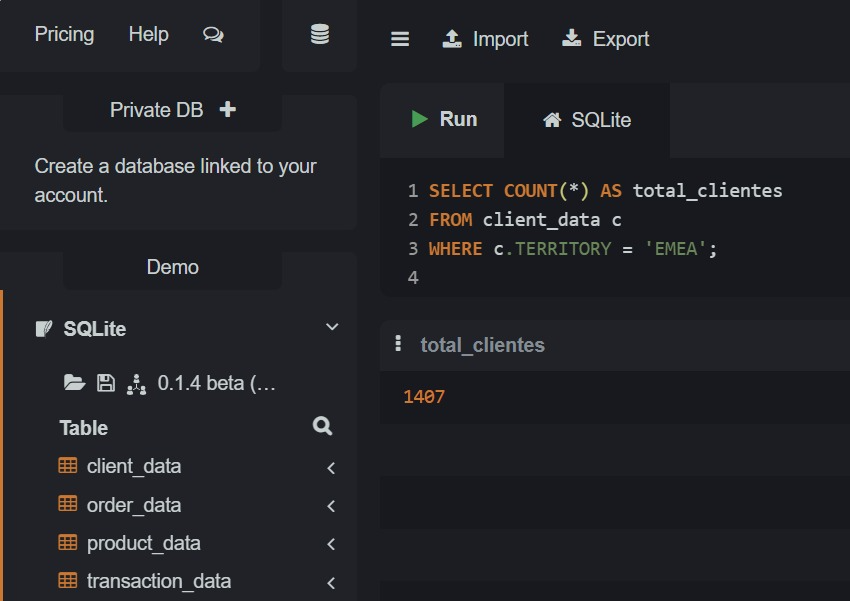 Pricing Help
Import Export
Private DB
Create a database linked to your
account.
Demo
SQLite
0.1.4 beta (…
Table
client_data
order_data
product_data
transaction_data
Run SQLite
1 SELECT COUNT(*) AS total_clientes
2 FROM client_data c
3 WHERE c.TERRITORY = 'EMEA';
4
total_clientes
1407